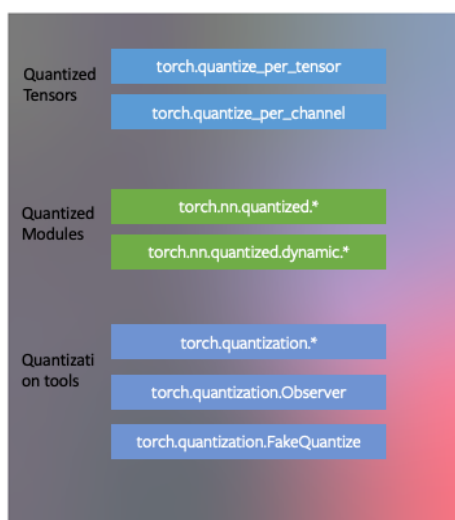 Quantized
Tensors
torch.quantize_per_tensor
torch.quantize_per_channel
Quantized
Modules
torch.nn.quantized.*
torch.nn.quantized.dynamic.*
Quantizati
on tools
torch.quantization.*
torch.quantization.Observer
torch.quantization.FakeQuantize